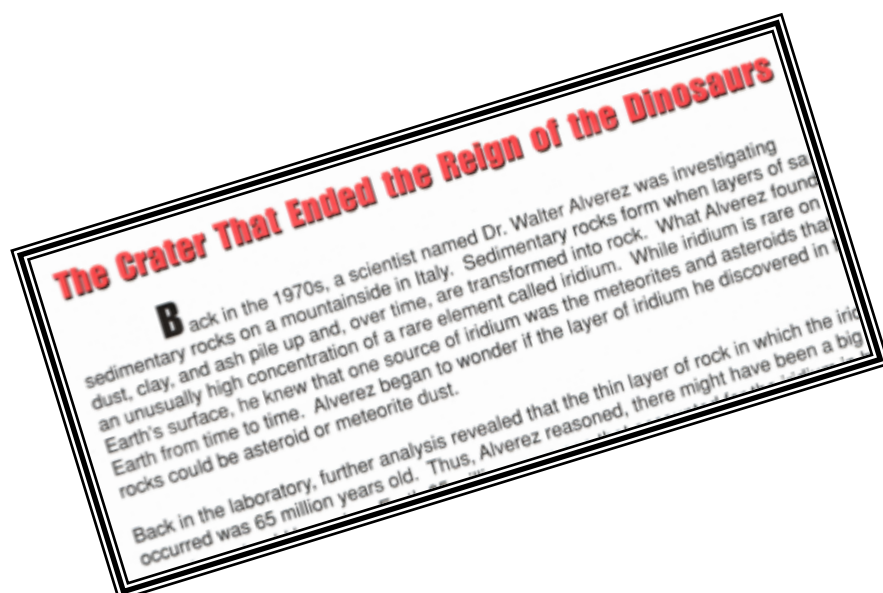 The Crater That Ended the Reign of the Dinosaurs
Back in the 1970s, a scientist named Dr. Walter Alverez was investigating
sedimentary rocks on a mountainside in Italy. Sedimentary rocks form when layers of sa
dust, clay, and ash pile up and, over time, are transformed into rock. What Alverez found
an unusually high concentration of a rare element called iridium. While iridium is rare on
Earth's surface, he knew that one source of iridium was the meteorites and asteroids that
Earth from time to time. Alverez began to wonder if the layer of iridium he discovered in
rocks could be asteroid or meteorite dust.
Back in the laboratory, further analysis revealed that the thin layer of rock in which the irid
occurred was 65 million years old. Thus, Alverez reasoned, there might have been a big